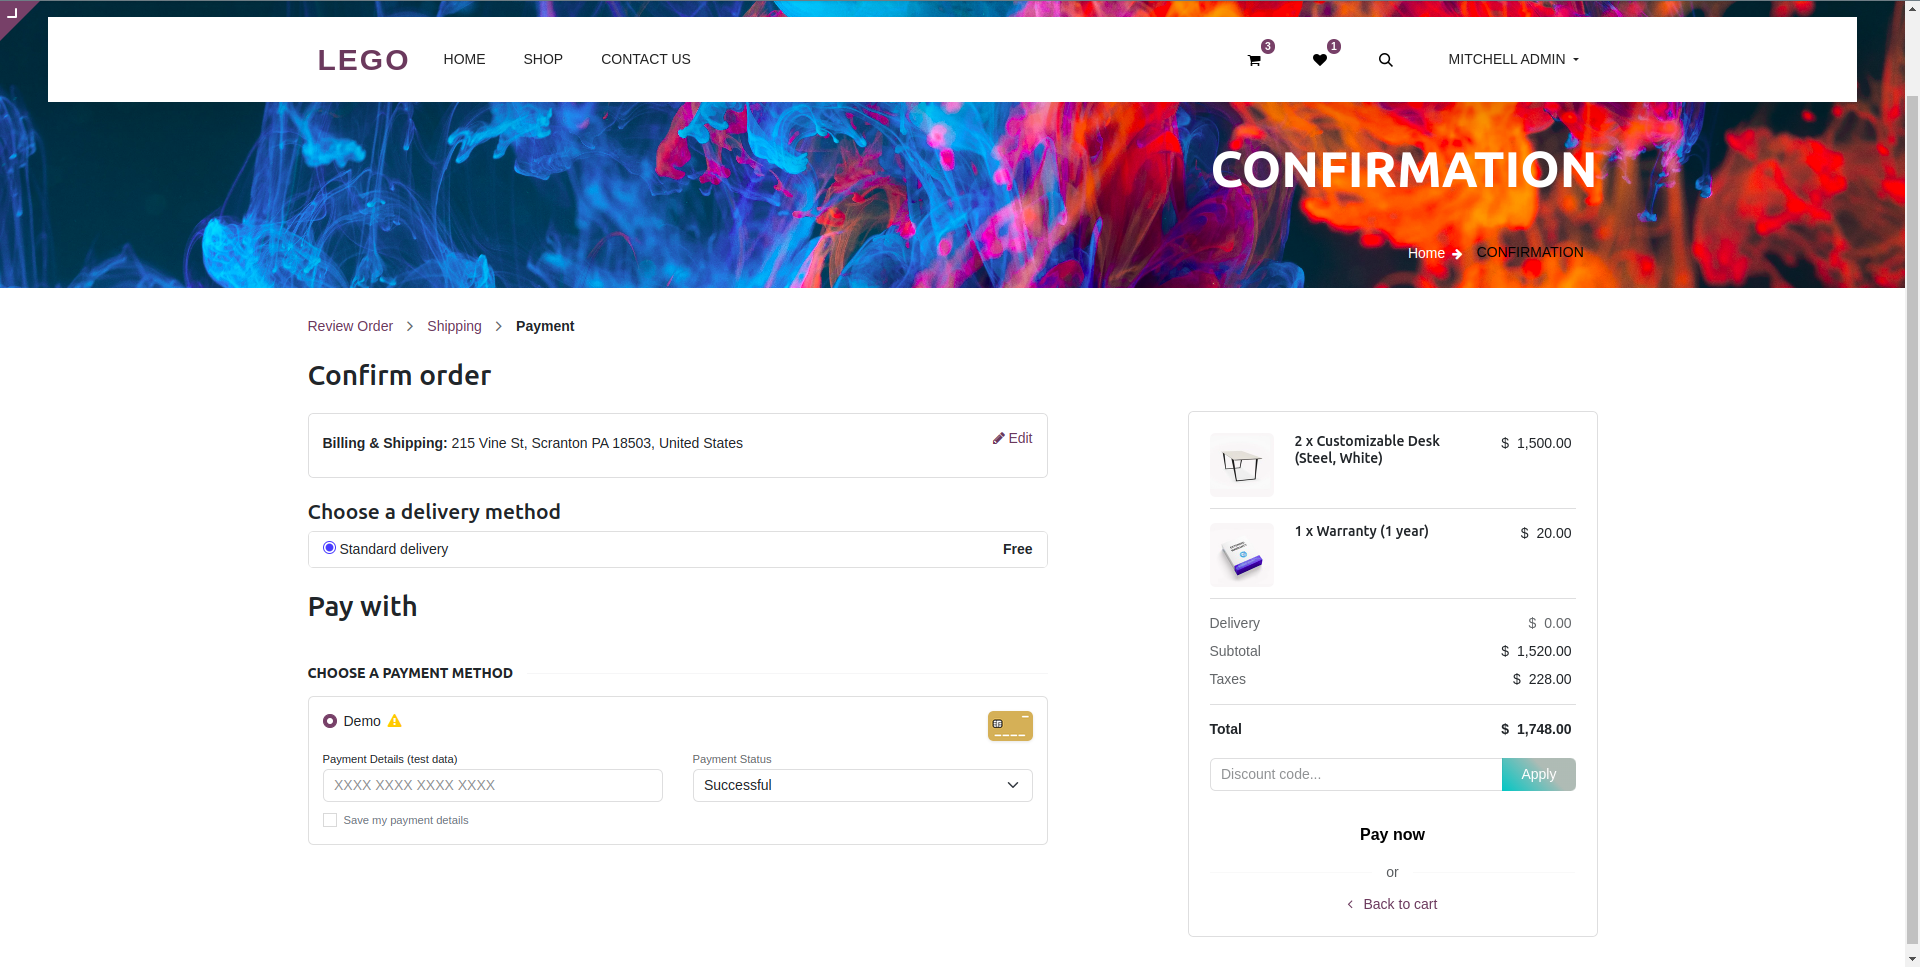 LEGO
HOME
SHOP
CONTACT US
3
1
MITCHELL ADMIN
CONFIRMATION
Home
CONFIRMATION
Review Order
Shipping
Payment
Confirm order
Billing & Shipping: 215 Vine St, Scranton PA 18503, United States
Edit
Choose a delivery method
Standard delivery
Free
Pay with
CHOOSE A PAYMENT METHOD
Demo
Payment Details (test data)
Payment Status
XXXX XXXX XXXX XXXX
Successful
Save my payment details
2 x Customizable Desk
(Steel, White)
$ 1,500.00
1 x Warranty (1 year)
$ 20.00
Delivery
$ 0.00
Subtotal
$ 1,520.00
Taxes
$ 228.00
Total
$ 1,748.00
Discount code...
Apply
Pay now
or
Back to cart